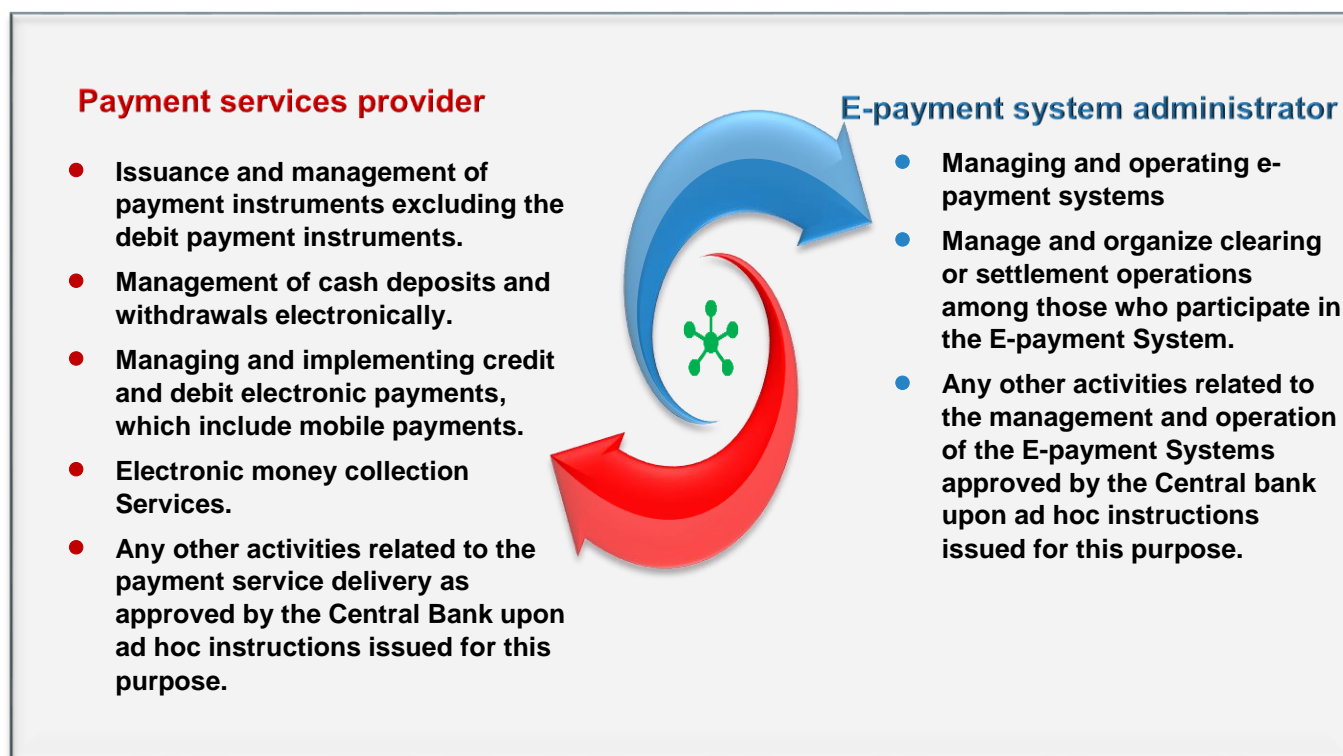 Payment services provider
Issuance and management of
payment instruments excluding the
debit payment instruments.
Management of cash deposits and
withdrawals electronically.
Managing and implementing credit
and debit electronic payments,
which include mobile payments.
Electronic money collection
Services.
Any other activities related to the
payment service delivery as
approved by the Central Bank upon
ad hoc instructions issued for this
purpose.
E-payment system administrator
Managing and operating e-
payment systems
Manage and organize clearing
or settlement operations
among those who participate in
the E-payment System.
Any other activities related to
the management and operation
of the E-payment Systems
approved by the Central bank
upon ad hoc instructions
issued for this purpose.